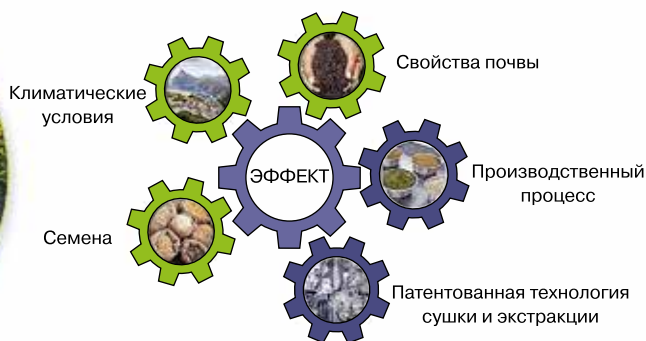 Свойства почвы
Климатические
условия
ЭФФЕКТ
Производственный
процесс
Семена
Патентованная технология
сушки и экстракции